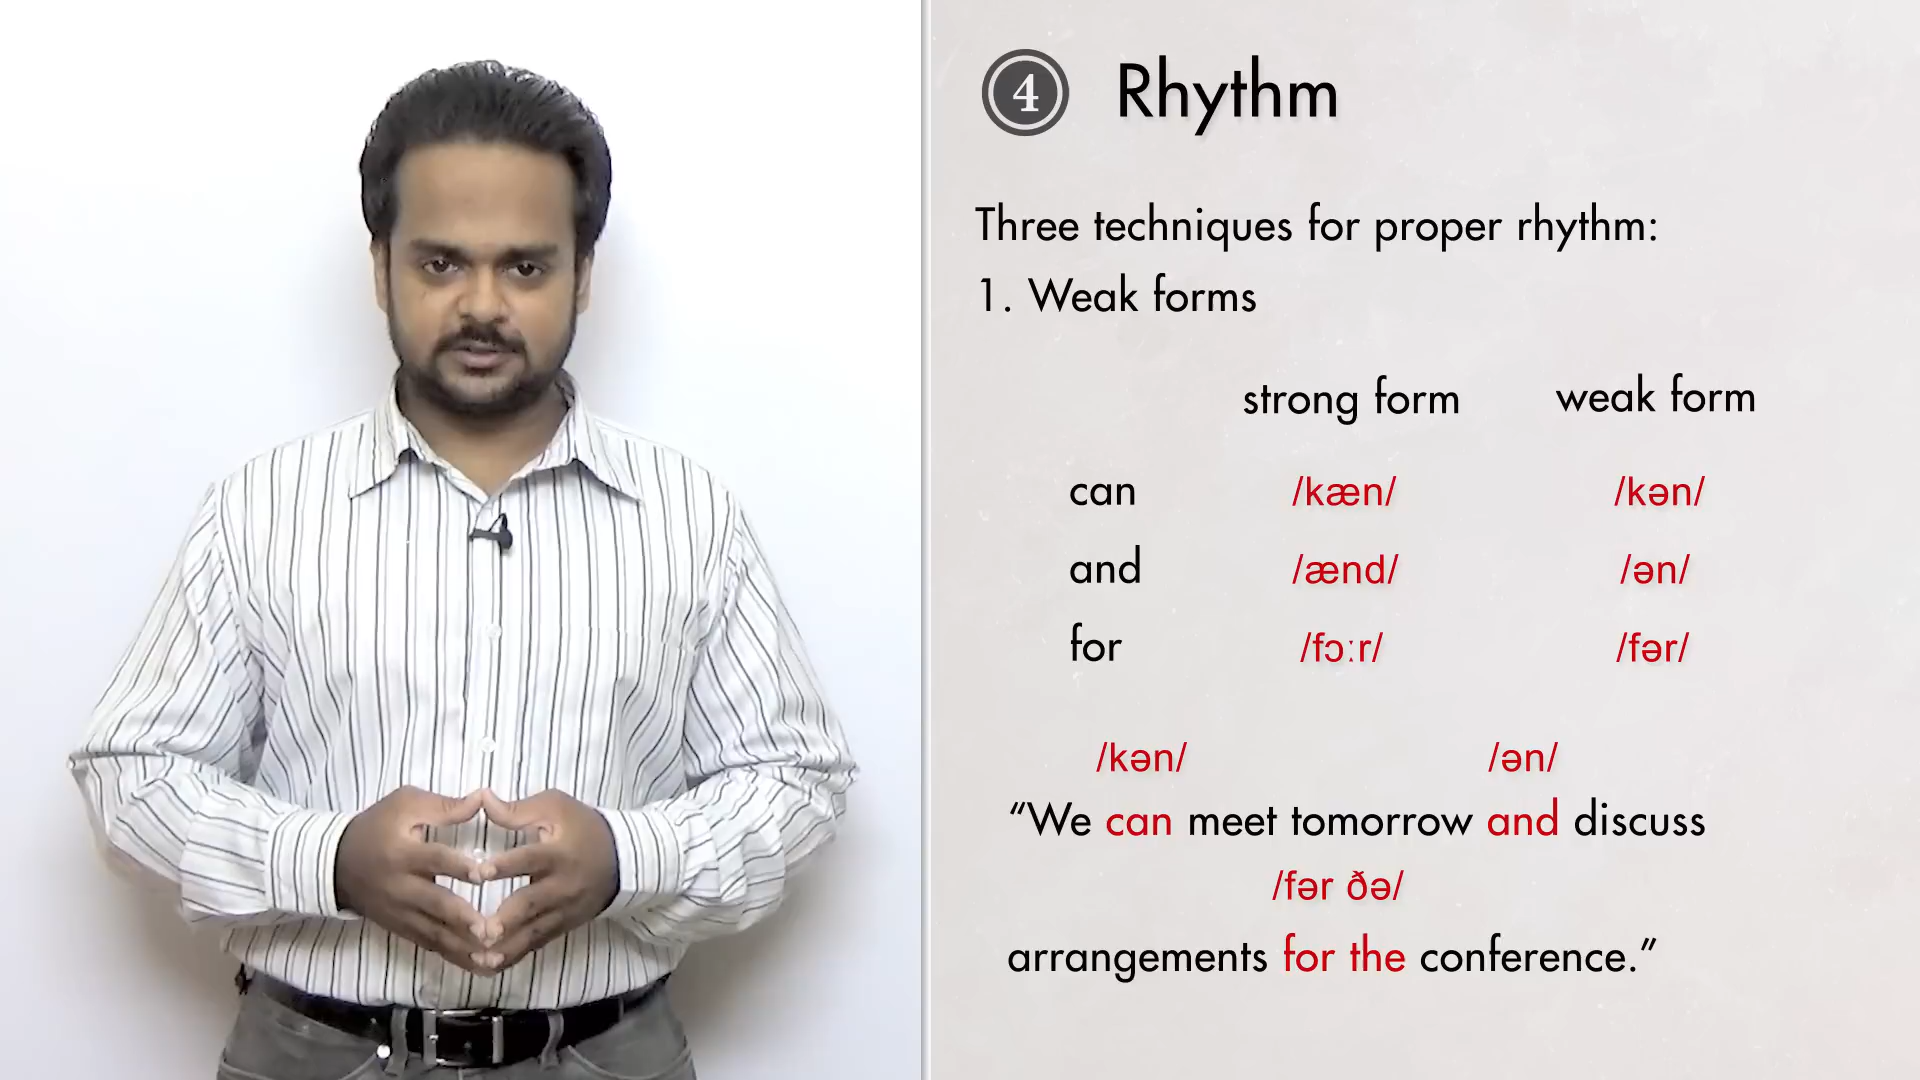 4 Rhythm
Three techniques for proper rhythm:
1. Weak forms
strong form weak form
can /kæn/ /kən/
and /ænd/ /ən/
for /fɔːr/ /fər/
/kən/ /ən/
“We can meet tomorrow and discuss
/fər ðə/
arrangements for the conference.”